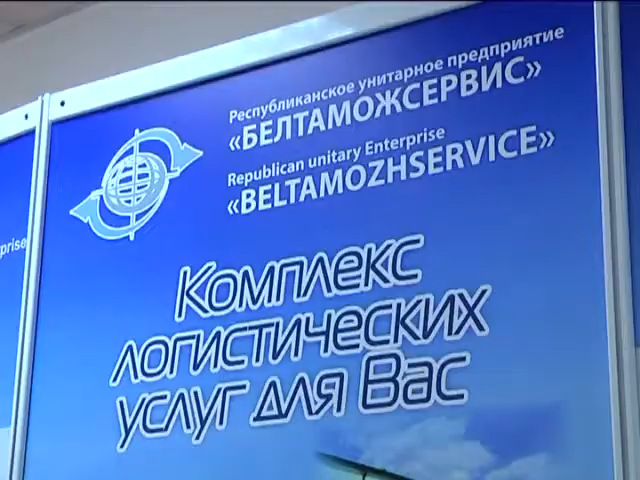 Республиканское унитарное предприятие
«БЕЛТАМОЖСЕРВИС»
Republican unitary Enterprise
«BELTAMOZHSERVICE»
Комплекс
логистических
услуг для Вас